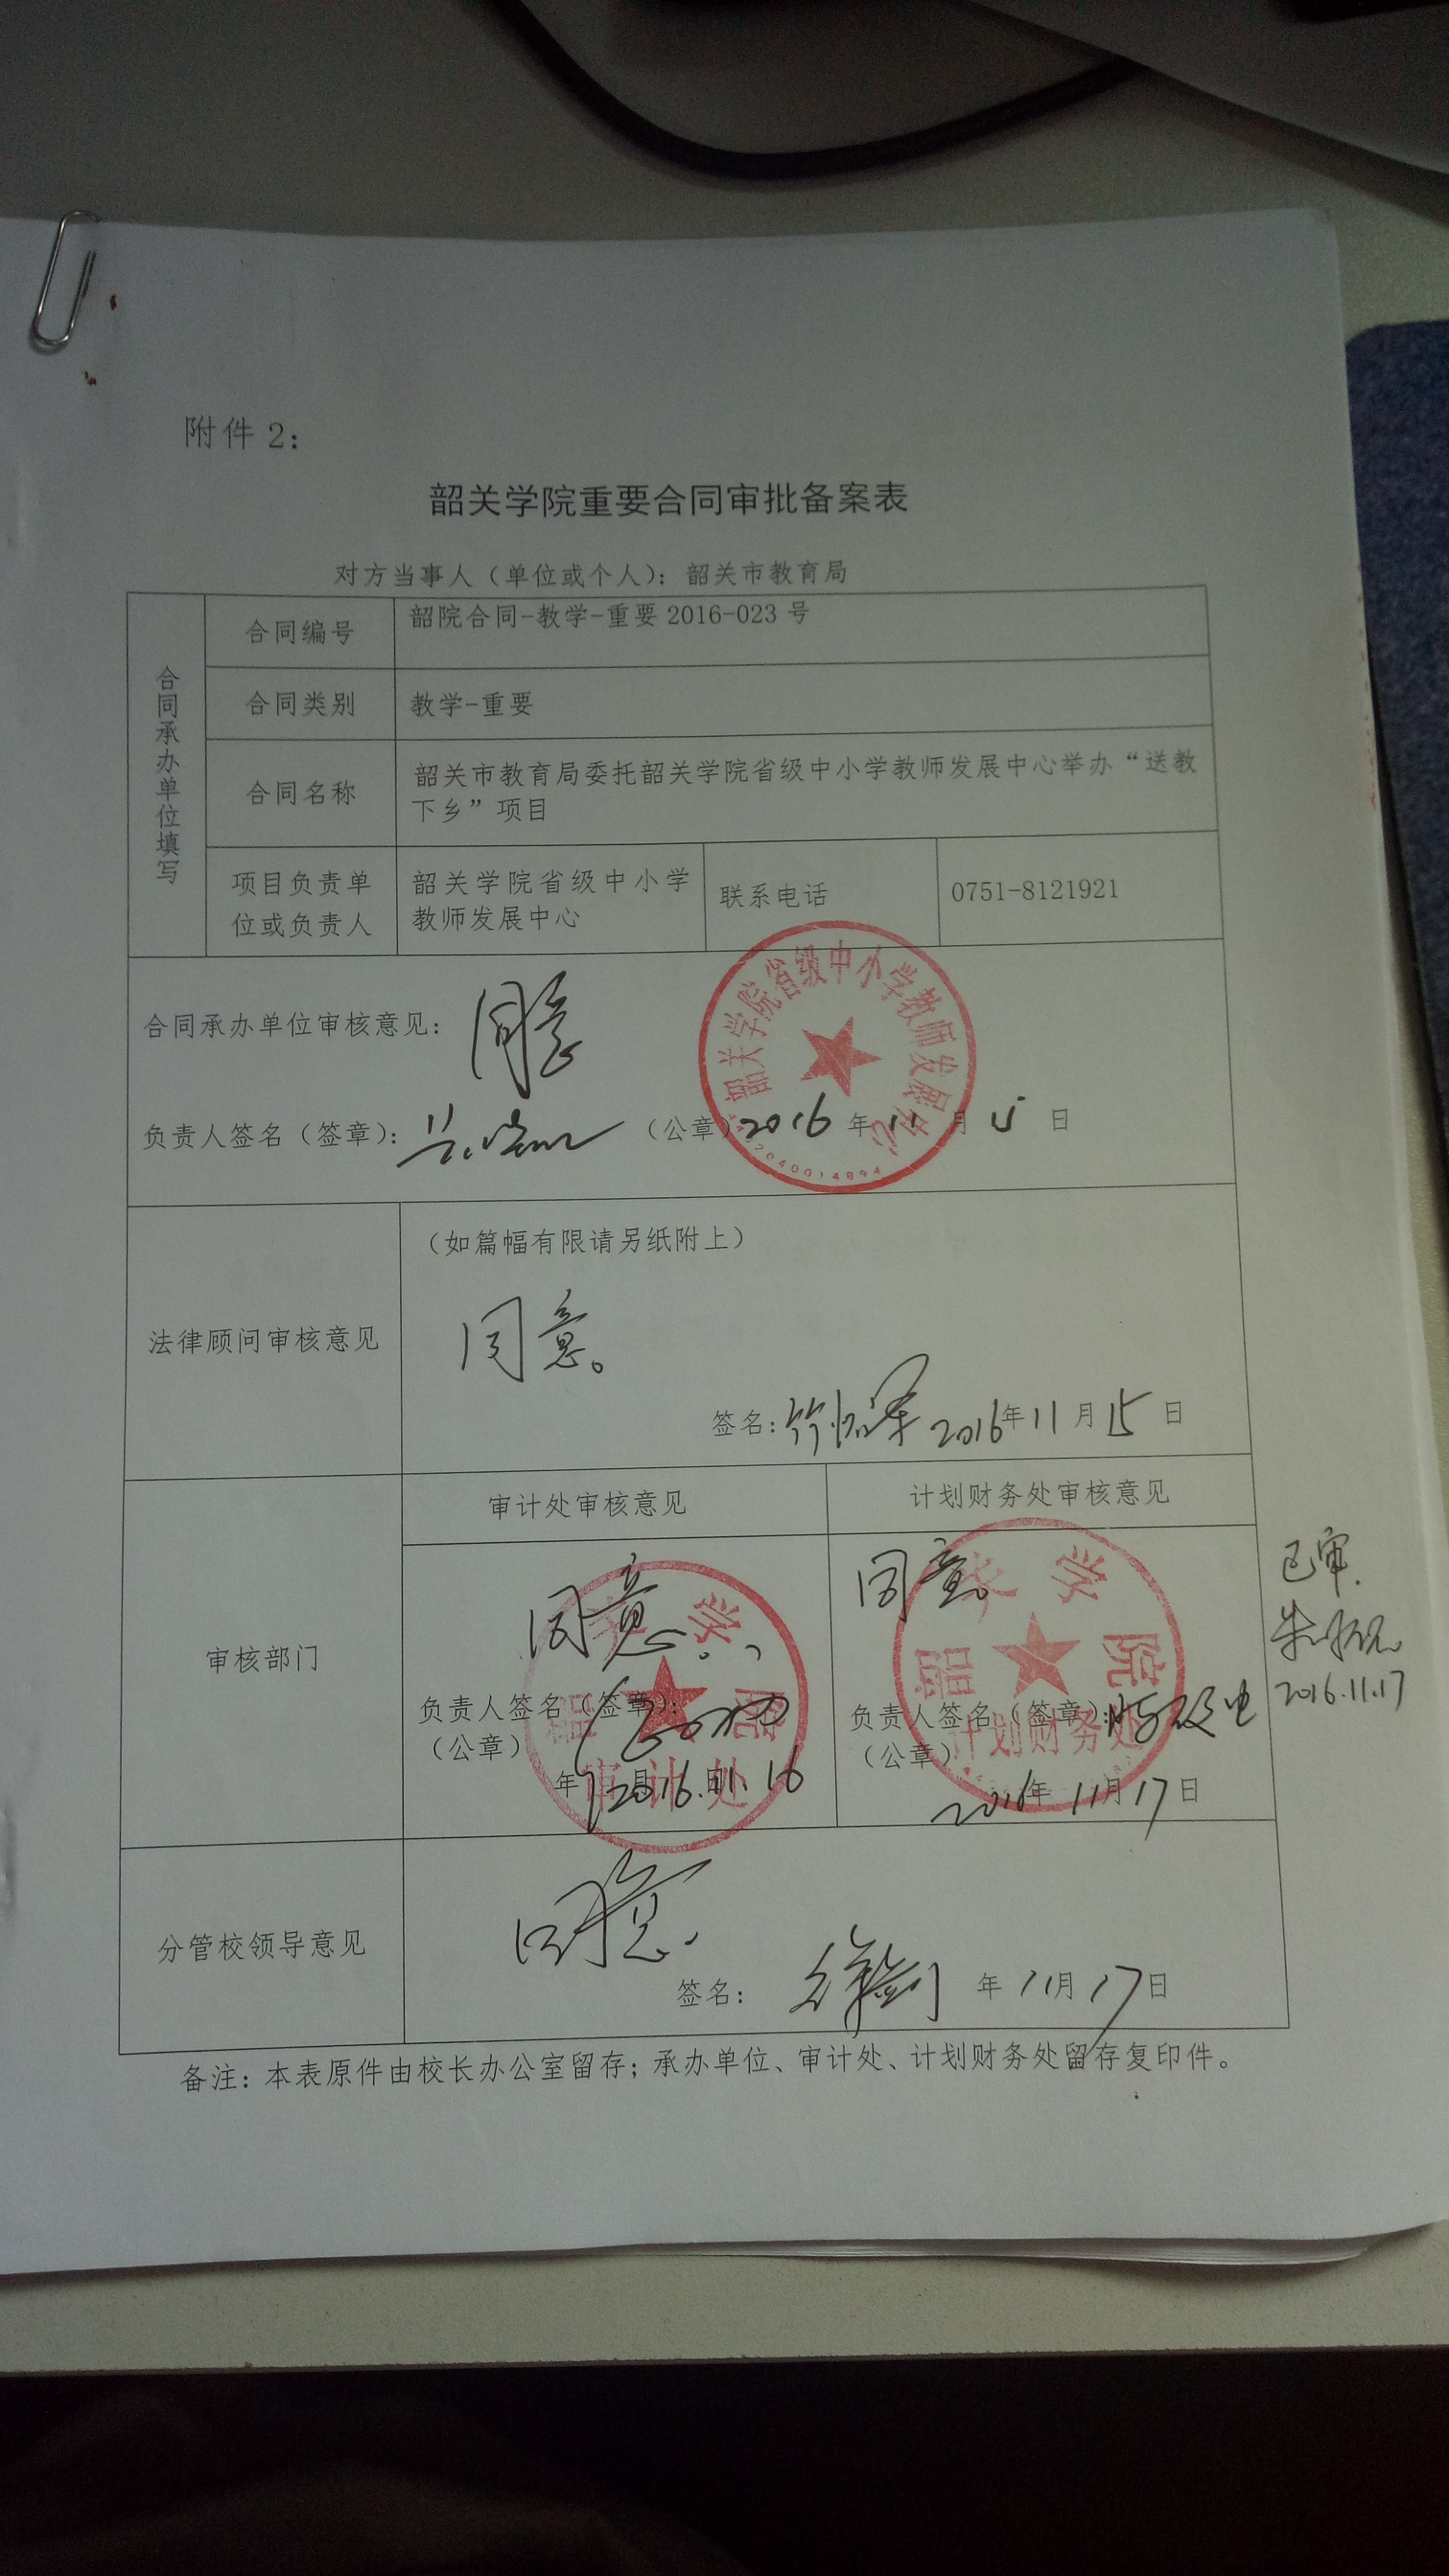 附件 2：
韶关学院重要合同审批备案表
对方当事人（单位或个人）：韶关市教育局
合同承办单位填写
合同编号
韶院合同-教学-重要 2016-023 号
合同类别
教学-重要
合同名称
韶关市教育局委托韶关学院省级中小学教师发展中心举办“送教
下乡”项目
项目负责单
位或负责人
韶关学院省级中小学
教师发展中心
联系电话
0751-8121921
合同承办单位审核意见：同意
韶关学院省级中小学教师发展中心
负责人签名（签章）：
（公章）2016 年 11 月 15 日
法律顾问审核意见
（如篇幅有限请另纸附上）
同意。
签名： 2016年 11 月 15 日
审核部门
审计处审核意见
计划财务处审核意见
同意.
负责人签名（签章）：
（公章）
年 月 日
2016.11.16
韶关学院
审计处
同意。
负责人签名（签章）：
（公章）
2016年 11月 17日
韶关学院
计划财务处
已审.
2016.11.17
分管校领导意见
同意.
签名： 年 11月 17日
备注：本表原件由校长办公室留存；承办单位、审计处、计划财务处留存复印件。